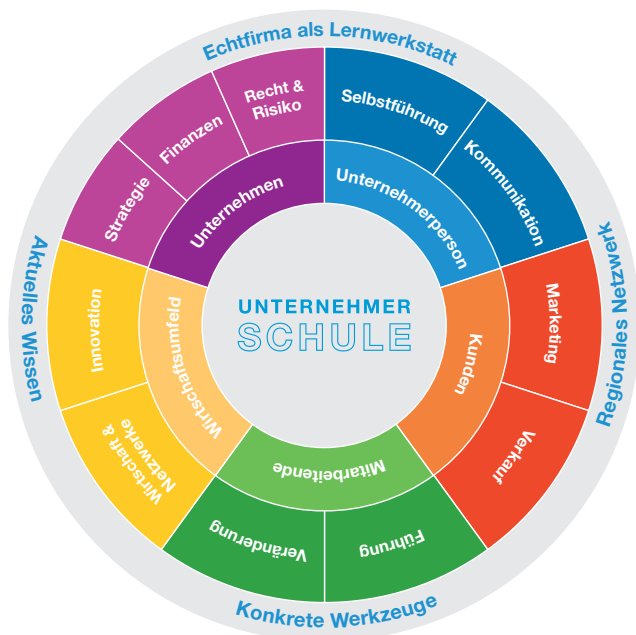 Echtfirma als Lernwerkstatt
Regionales Netzwerk
Konkrete Werkzeuge
Aktuelles Wissen
Selbstführung
Kommunikation
Marketing
Verkauf
Führung
Veränderung
Wirtschaft &
Netzwerke
Innovation
Strategie
Finanzen
Recht &
Risiko
Unternehmerperson
Kunden
Mitarbeitende
Wirtschaftsumfeld
Unternehmen
UNTERNEHMER
SCHULE